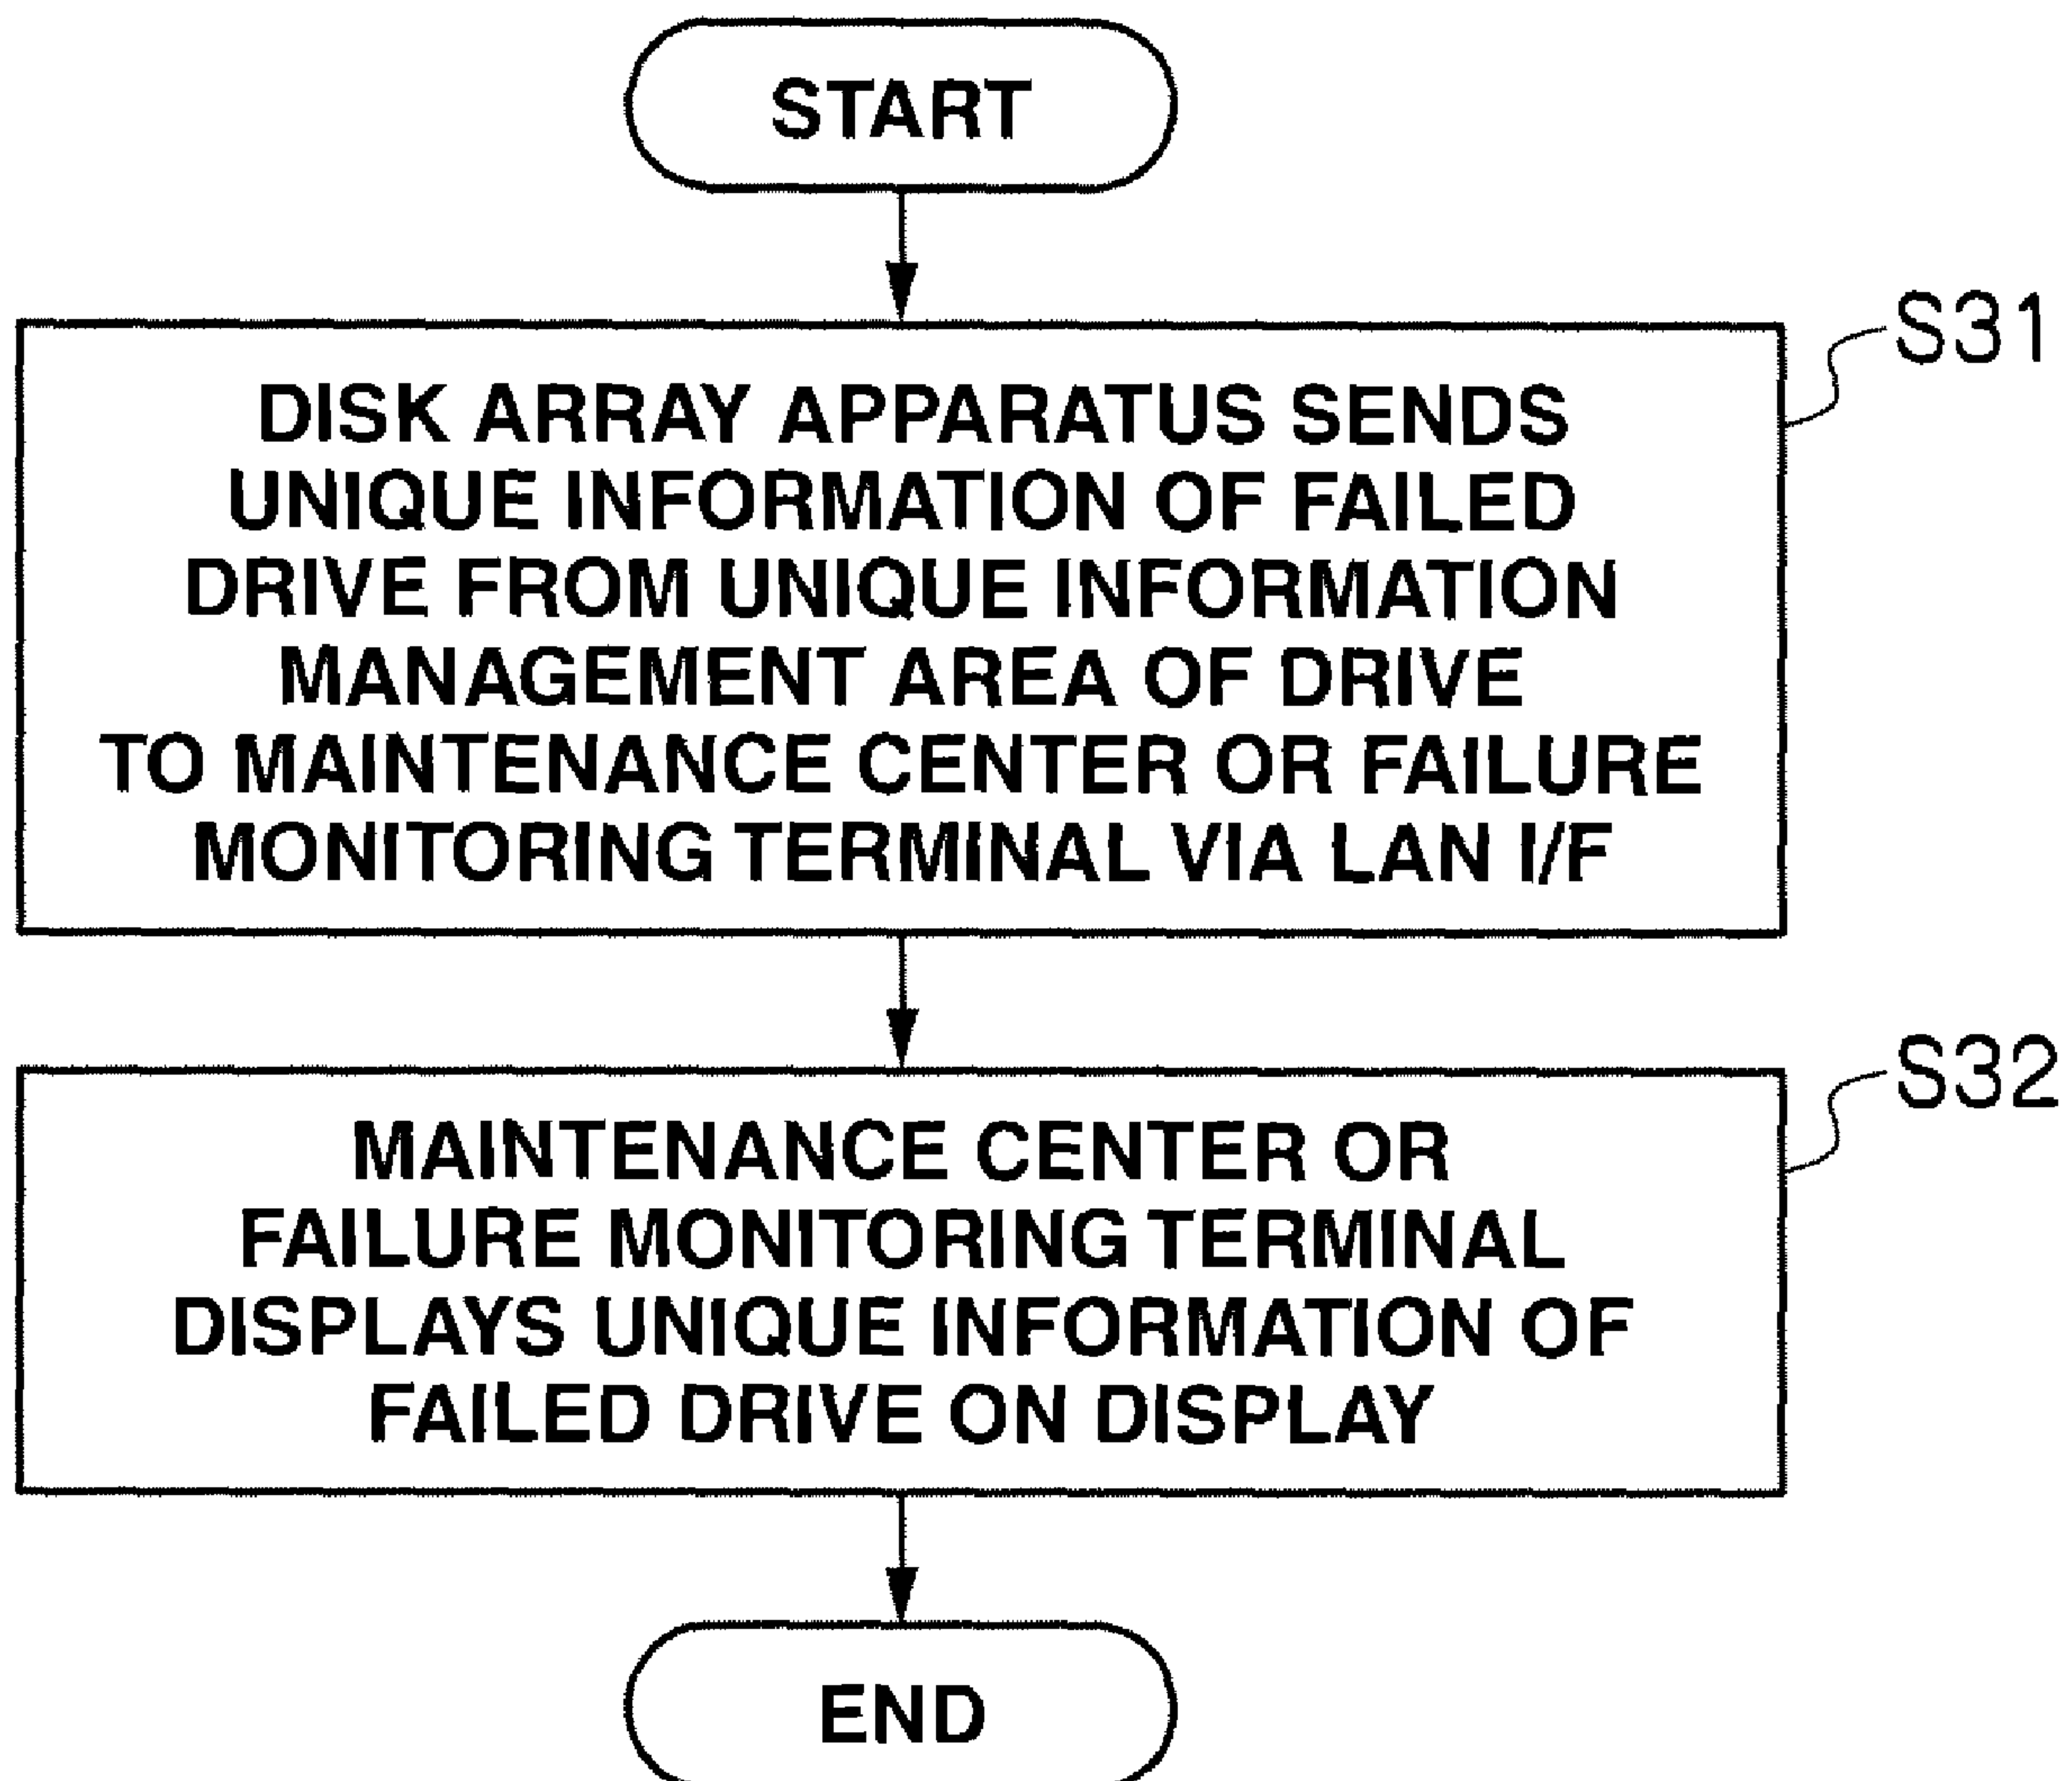 START
S31
DISK ARRAY APPARATUS SENDS
UNIQUE INFORMATION OF FAILED
DRIVE FROM UNIQUE INFORMATION
MANAGEMENT AREA OF DRIVE
TO MAINTENANCE CENTER OR FAILURE
MONITORING TERMINAL VIA LAN I/F
S32
MAINTENANCE CENTER OR
FAILURE MONITORING TERMINAL
DISPLAYS UNIQUE INFORMATION OF
FAILED DRIVE ON DISPLAY
END